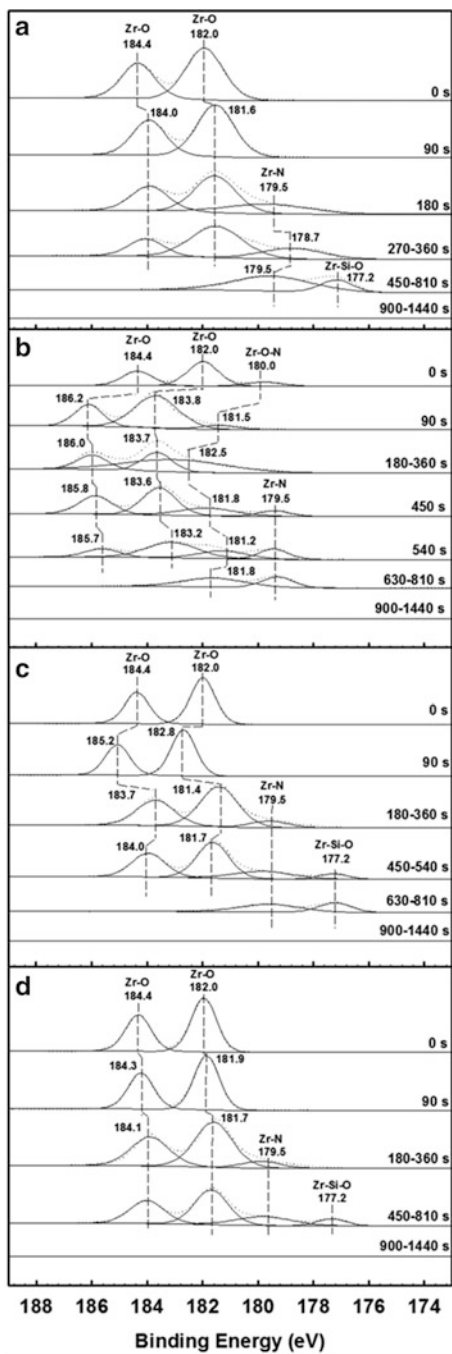 a
Zr-O Zr-O
184.4 182.0
0 s
184.0 181.6
90 s
Zr-N
179.5
180 s
178.7
270-360 s
179.5 Zr-Si-O
177.2
450-810 s
900-1440 s
b
Zr-O Zr-O
184.4 182.0 Zr-O-N
180.0
0 s
186.2 183.8
181.5
90 s
186.0 183.7
182.5
180-360 s
185.8 183.6
181.8 Zr-N
179.5
450 s
185.7 183.2 181.2
540 s
181.8
630-810 s
900-1440 s
c
Zr-O Zr-O
184.4 182.0
0 s
185.2 182.8
90 s
183.7 181.4 Zr-N
179.5
180-360 s
184.0 181.7 Zr-Si-O
177.2
450-540 s
630-810 s
900-1440 s
d
Zr-O Zr-O
184.4 182.0
0 s
184.3 181.9
90 s
184.1 181.7 Zr-N
179.5
180-360 s
Zr-Si-O
177.2
450-810 s
900-1440 s
188 186 184 182 180 178 176 174
Binding Energy (eV)